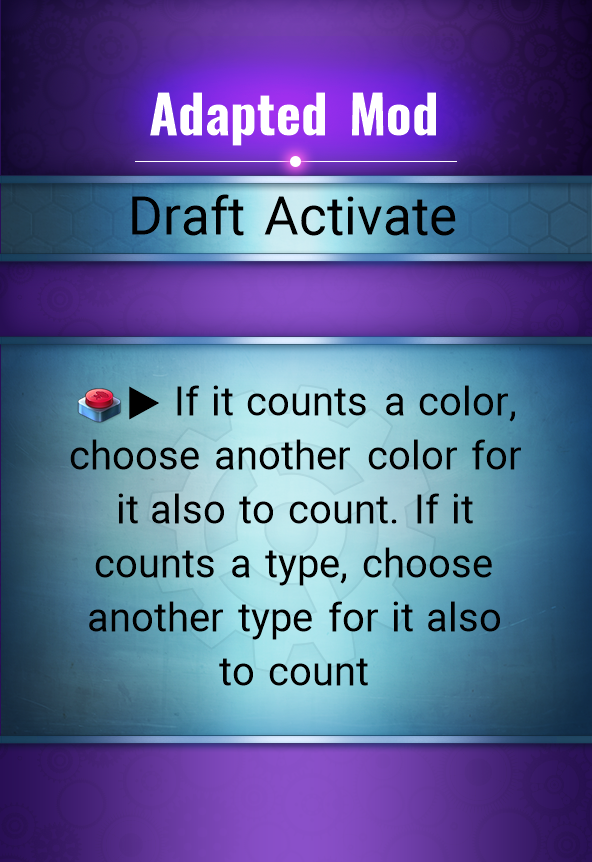 Adapted Mod
Draft Activate
▶ If it counts a color,
choose another color for
it also to count. If it
counts a type, choose
another type for it also
to count